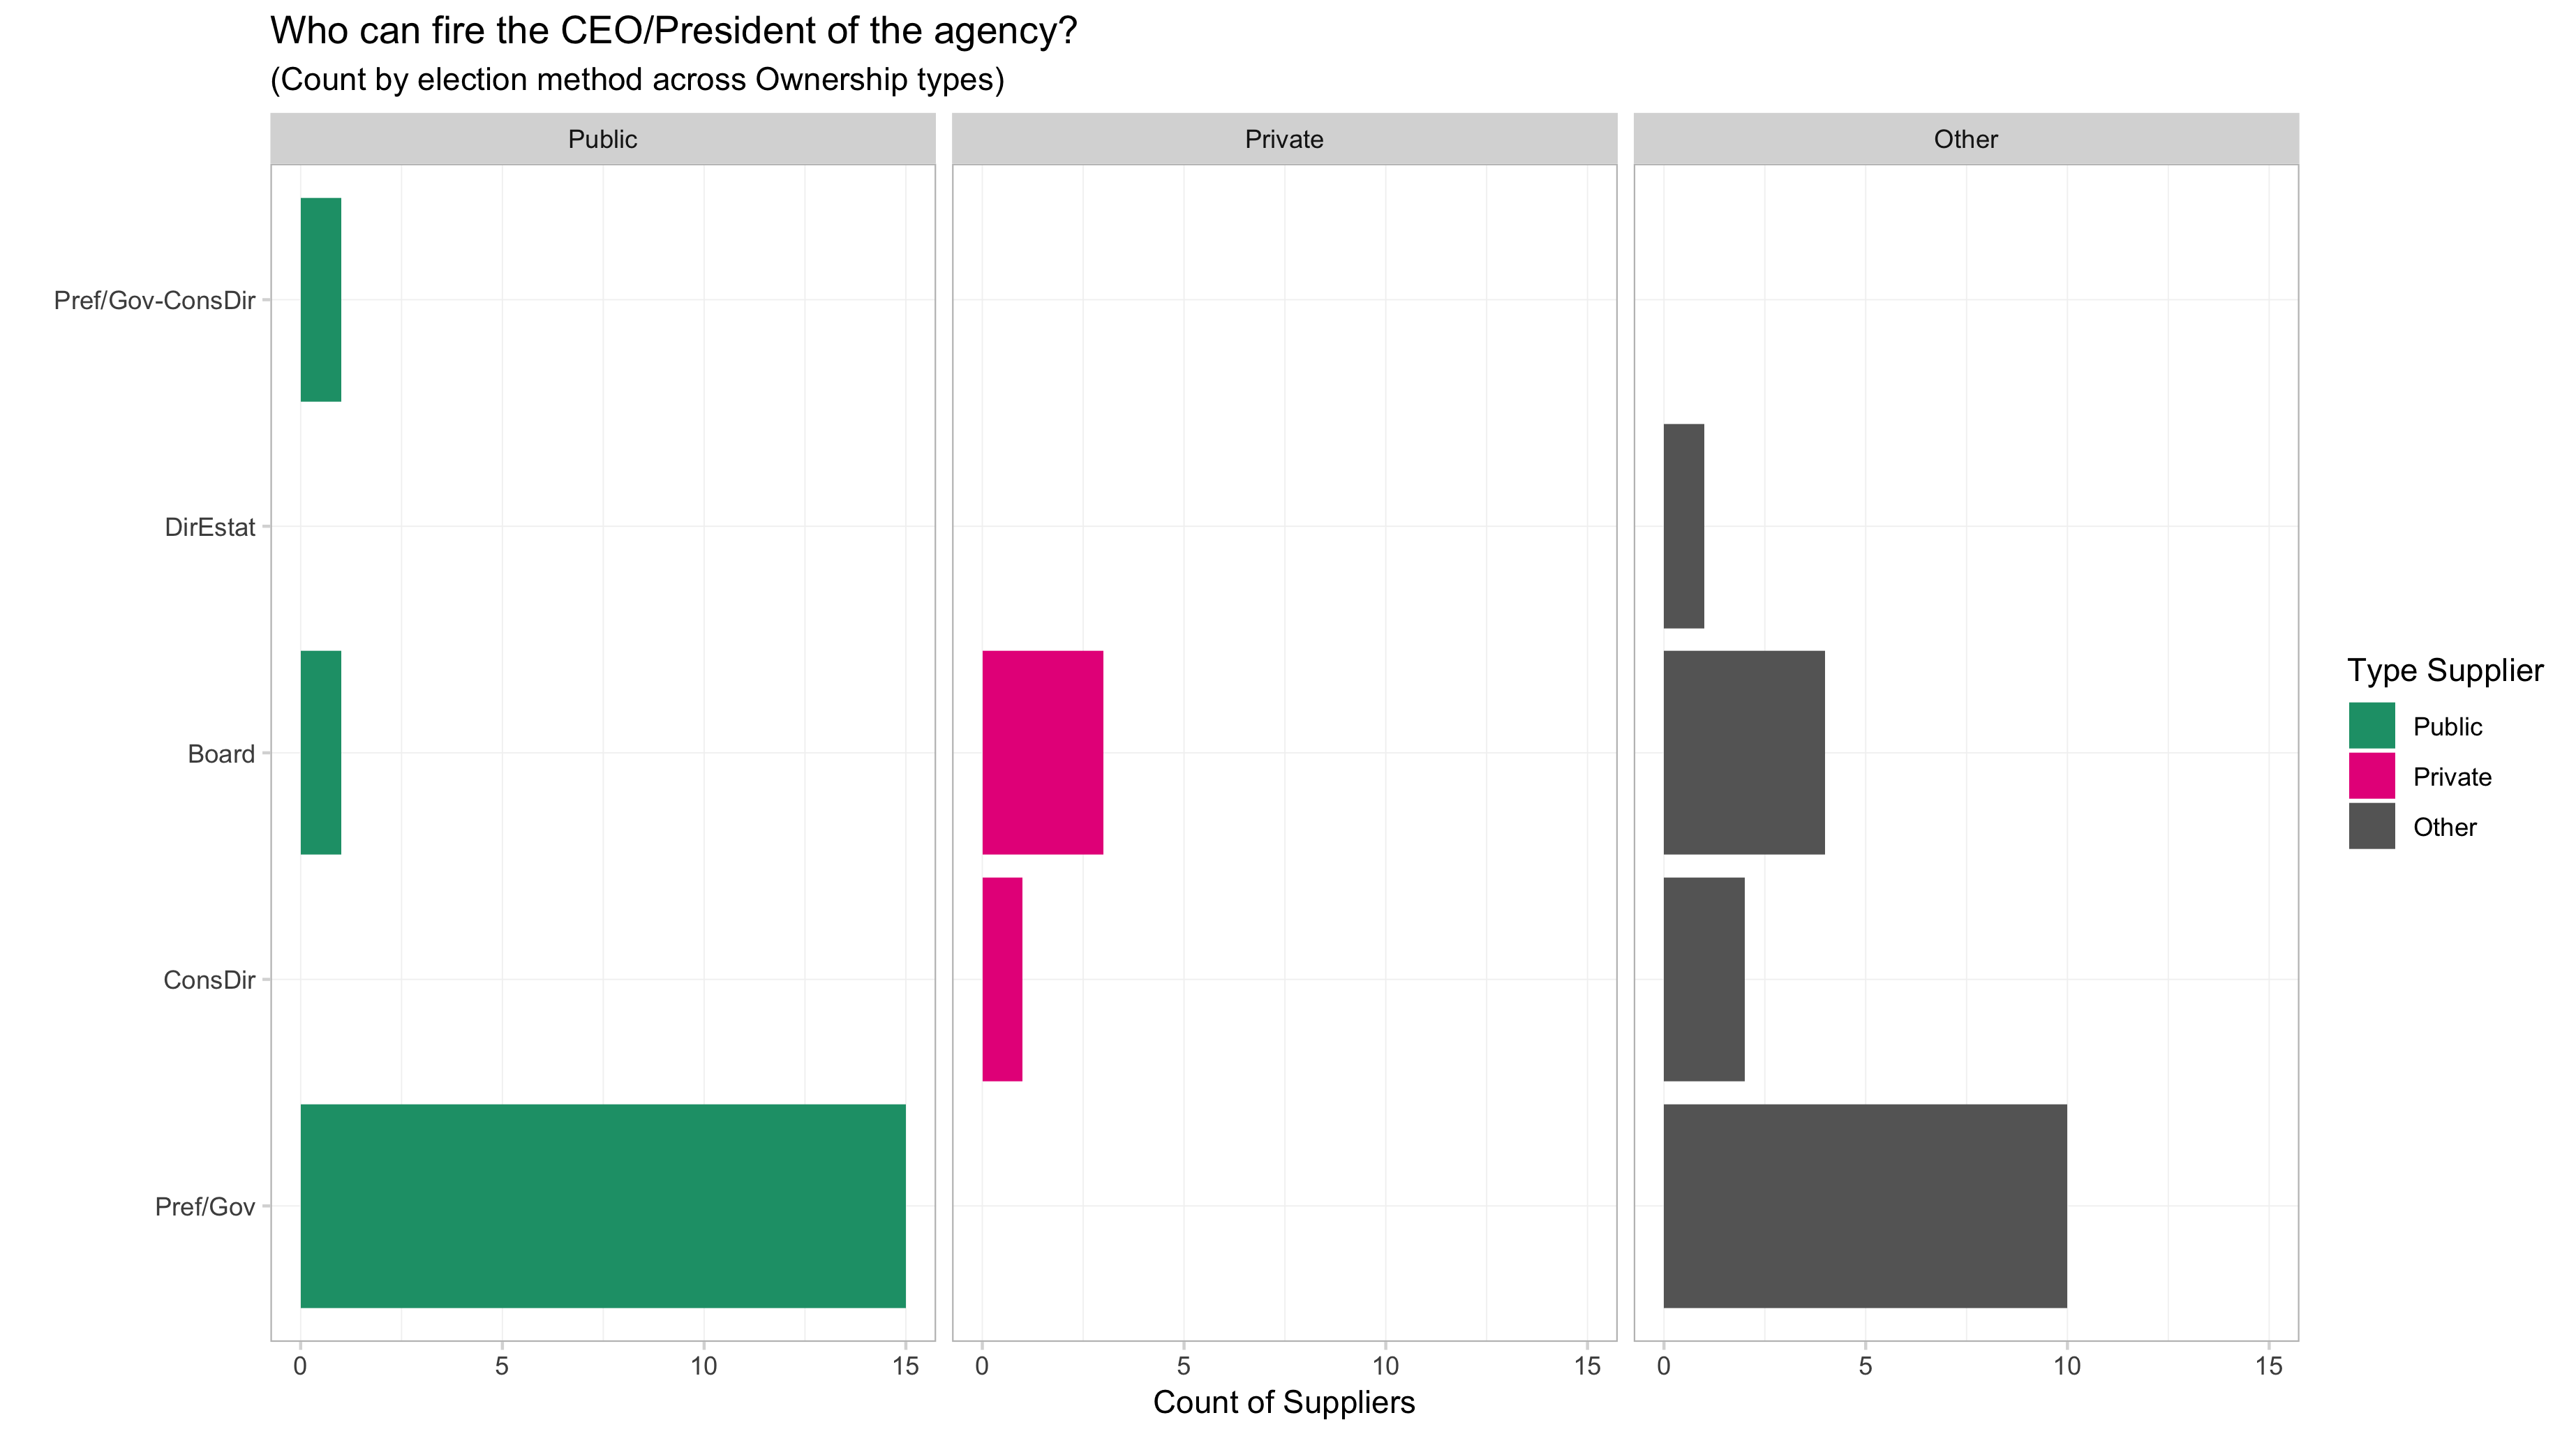 Who can fire the CEO/President of the agency?
(Count by election method across Ownership types)
Public
Private
Other
Pref/Gov-ConsDir
DirEstat
Board
ConsDir
Pref/Gov
0 5 10 15
0 5 10 15
0 5 10 15
Count of Suppliers
Type Supplier
Public
Private
Other